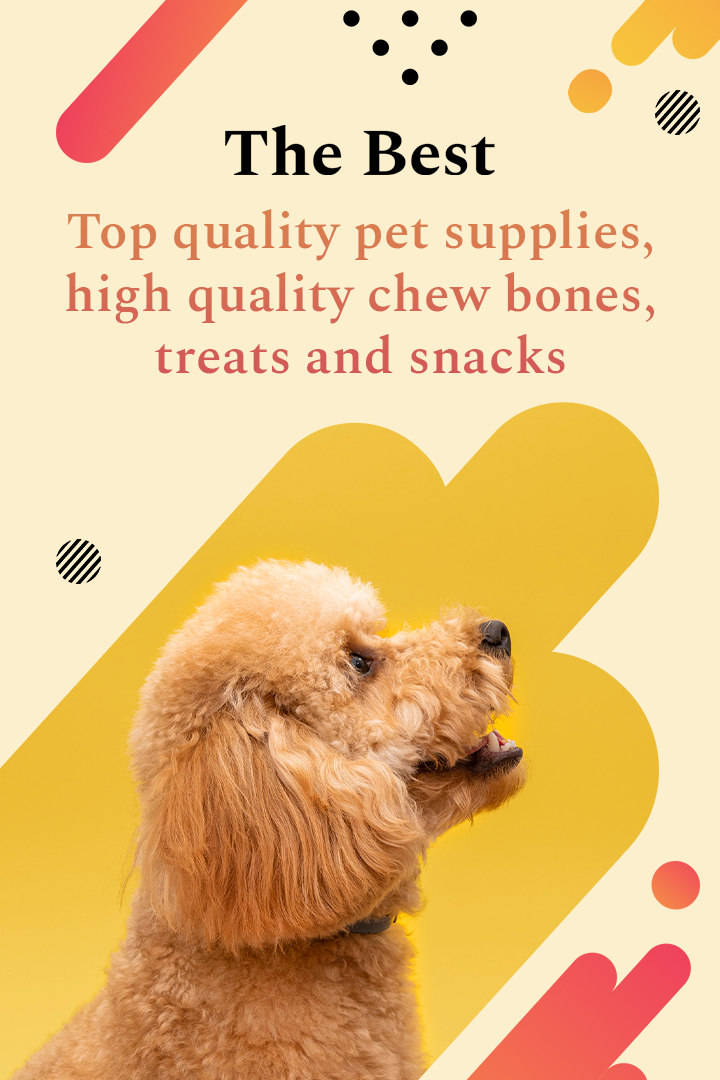 The Best
Top quality pet supplies,
high quality chew bones,
treats and snacks